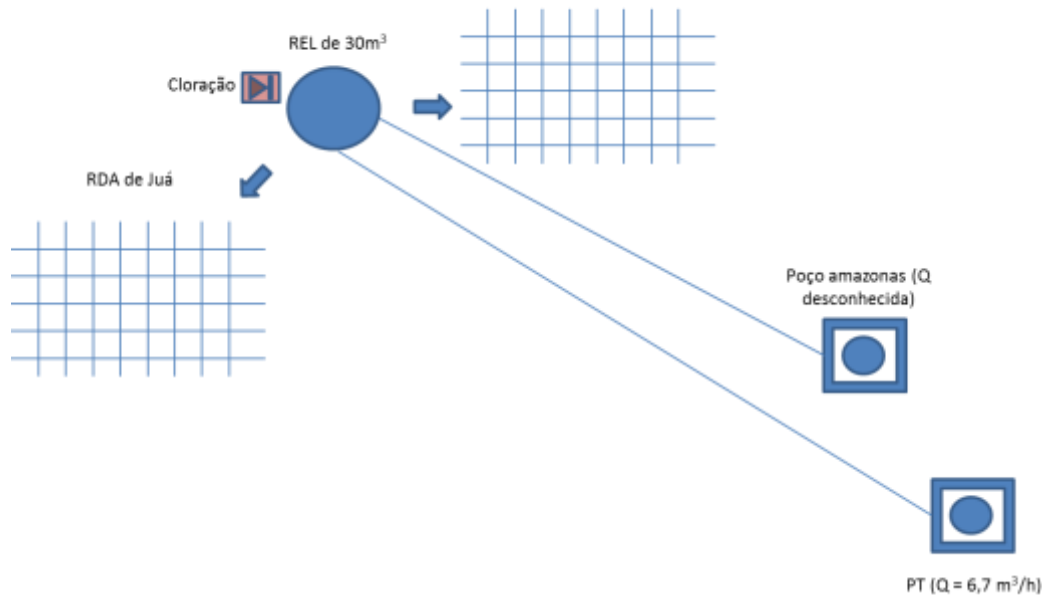 REL de 30m³
Cloração
RDA de Juá
Poço amazonas (Q
desconhecida)
PT (Q = 6,7 m³/h)